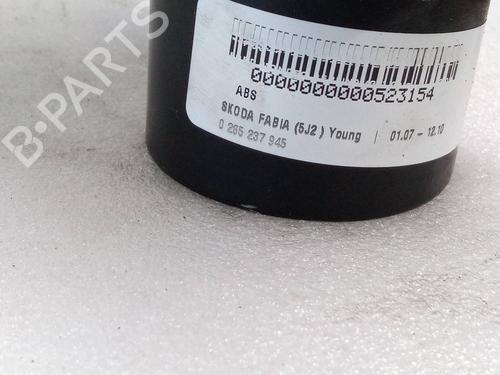 B-PARTS
0000000000523154
ABS
SKODA FABIA (5J2 ) Young | 01.07 - 12.10
0 265 237 945